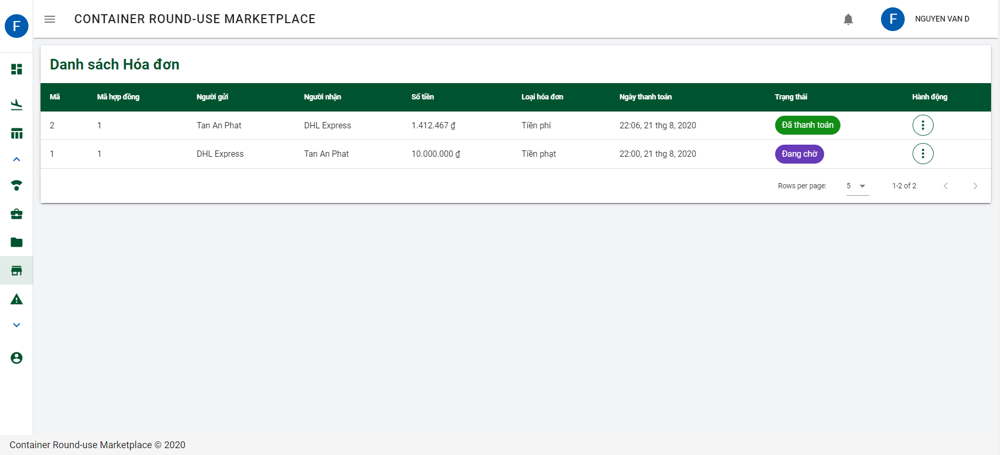 F
CONTAINER ROUND-USE MARKETPLACE
F
NGUYEN VAN D
Danh sách Hóa đơn
Mã Mã hợp đồng Người gửi Người nhận Số tiền Loại hóa đơn Ngày thanh toán Trạng thái Hành động
2 1 Tan An Phat DHL Express 1.412.467 ₫ Tiền phí 22:06, 21 thg 8, 2020 Đã thanh toán
1 1 DHL Express Tan An Phat 10.000.000 ₫ Tiền phạt 22:00, 21 thg 8, 2020 Đang chờ
Rows per page: 5 1-2 of 2
Container Round-use Marketplace © 2020